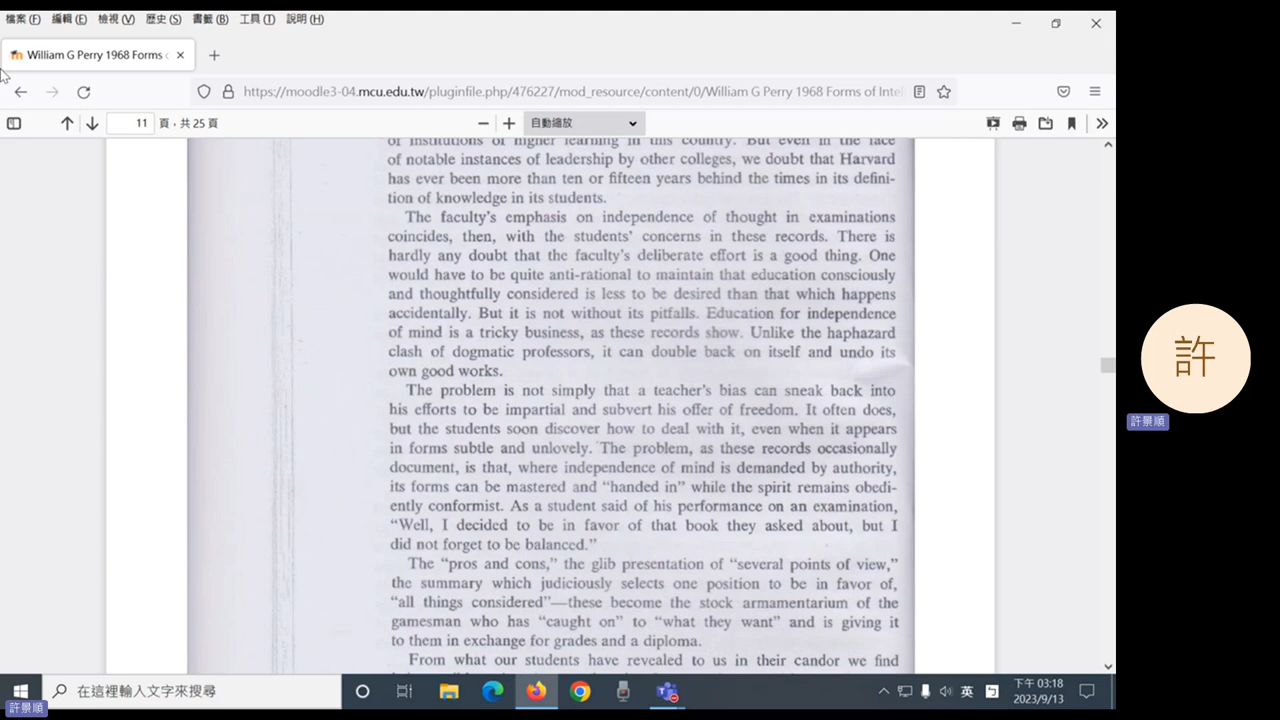 檔案(F) 編輯(E) 檢視(V) 歷史(S) 書籤(B) 工具(T) 說明(H)
William G Perry 1968 Forms
https://moodle3-04.mcu.edu.tw/pluginfile.php/476227/mod_resource/content/0/William G Perry 1968 Forms of Inte
11 頁,共 25 頁
自動縮放
of institutions of higher learning in this country. But even in the face
of notable instances of leadership by other colleges, we doubt that Harvard
has ever been more than ten or fifteen years behind the times in its defini-
tion of knowledge in its students.
The faculty's emphasis on independence of thought in examinations
coincides, then, with the students' concerns in these records. There is
hardly any doubt that the faculty's deliberate effort is a good thing. One
would have to be quite anti-rational to maintain that education consciously
and thoughtfully considered is less to be desired than that which happens
accidentally. But it is not without its pitfalls. Education for independence
of mind is a tricky business, as these records show. Unlike the haphazard
clash of dogmatic professors, it can double back on itself and undo its
own good works.
The problem is not simply that a teacher's bias can sneak back into
his efforts to be impartial and subvert his offer of freedom. It often does,
but the students soon discover how to deal with it, even when it appears
in forms subtle and unlovely. The problem, as these records occasionally
document, is that, where independence of mind is demanded by authority,
its forms can be mastered and "handed in" while the spirit remains obedi-
ently conformist. As a student said of his performance on an examination,
"Well, I decided to be in favor of that book they asked about, but I
did not forget to be balanced."
The "pros and cons," the glib presentation of "several points of view,"
the summary which judiciously selects one position to be in favor of,
"all things considered"—these become the stock armamentarium of the
gamesman who has "caught on" to "what they want" and is giving it
to them in exchange for grades and a diploma.
From what our students have revealed to us in their candor we find
許
許景順
在這裡輸入文字來搜尋
英
下午 03:18
2023/9/13
許景順